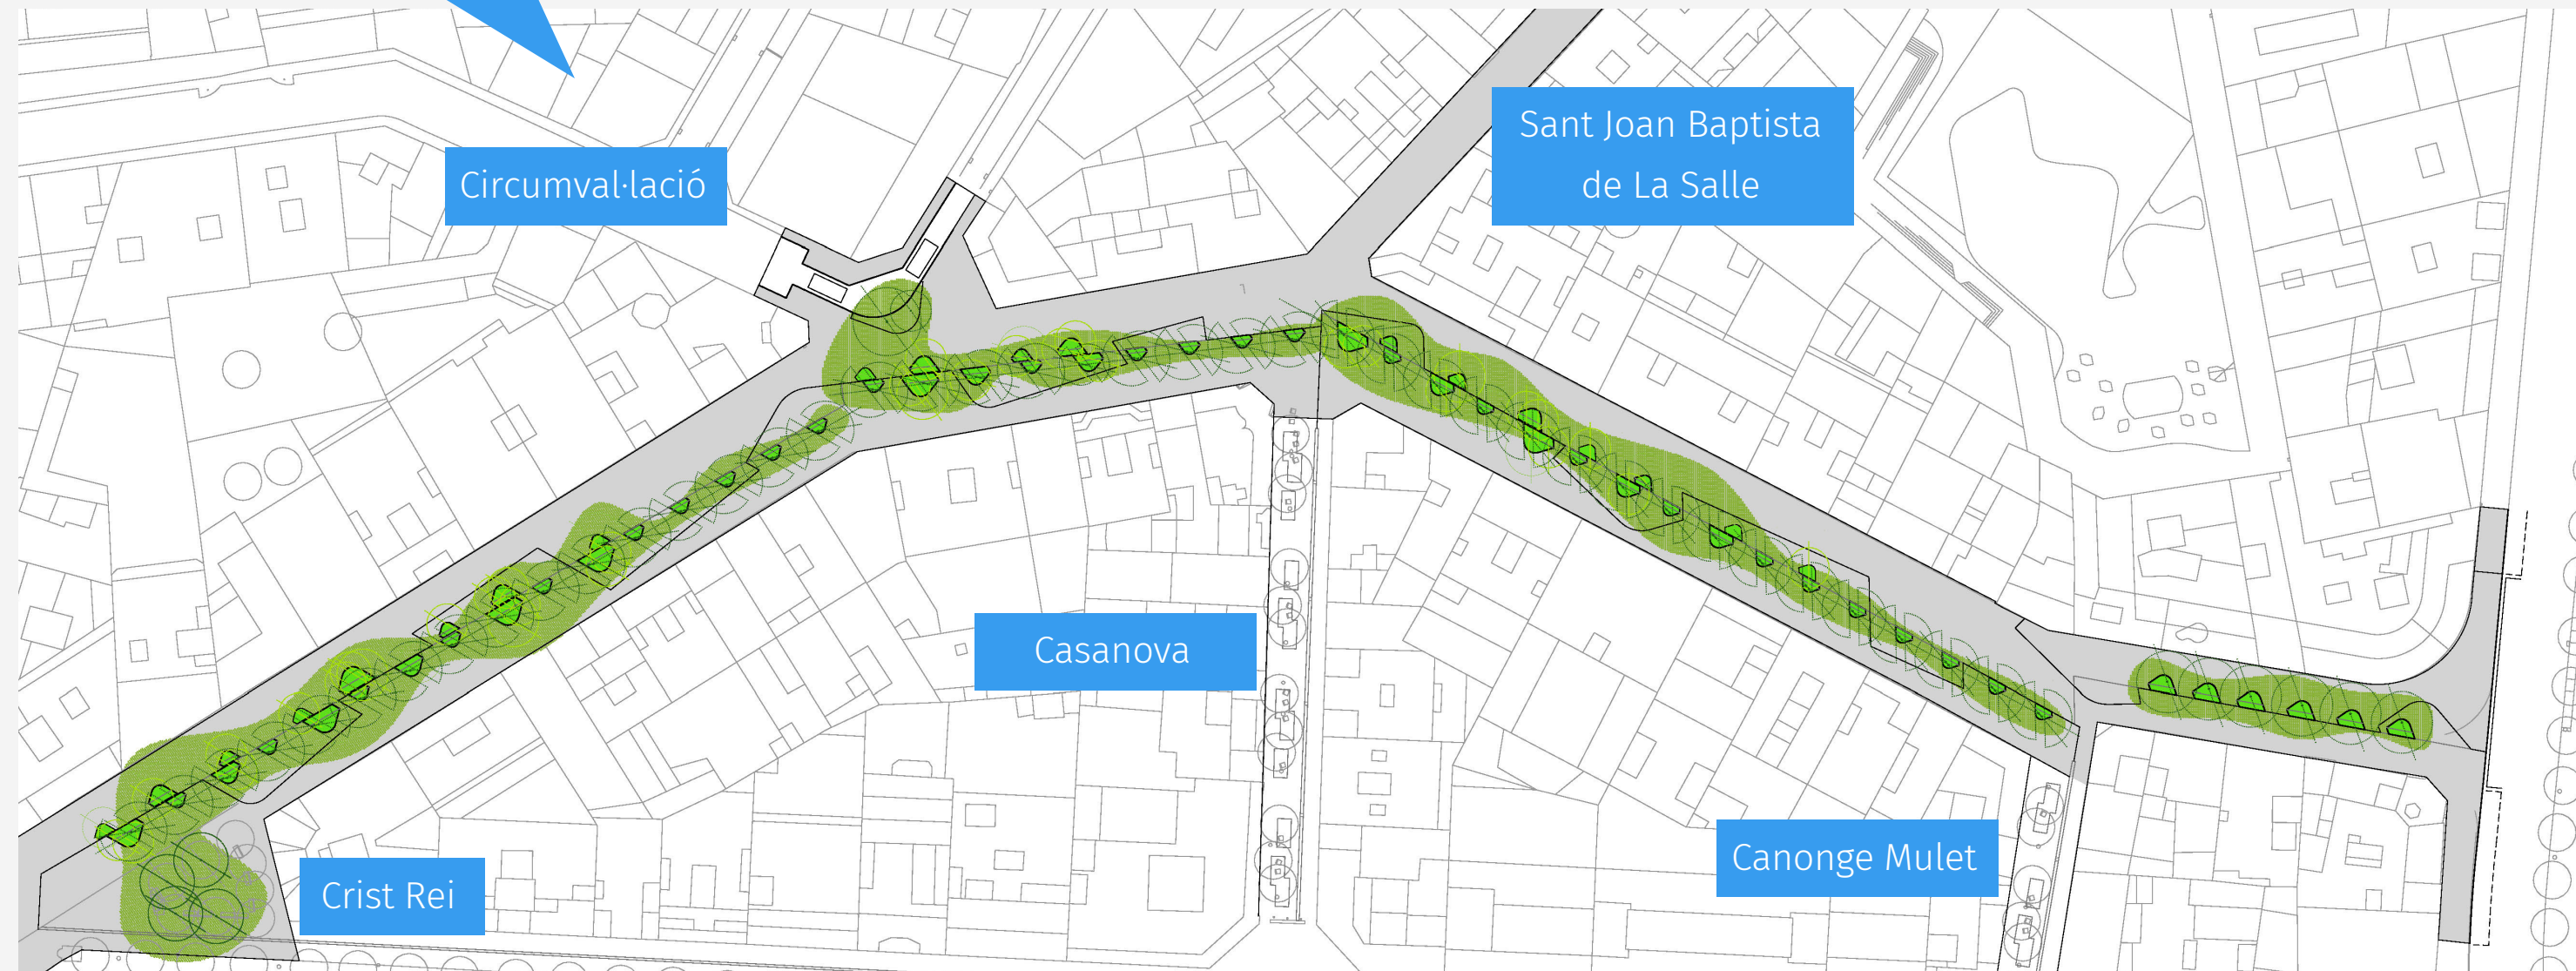 Sant Joan Baptista
de La Salle
Circumval·lació
Casanova
Canonge Mulet
Crist Rei